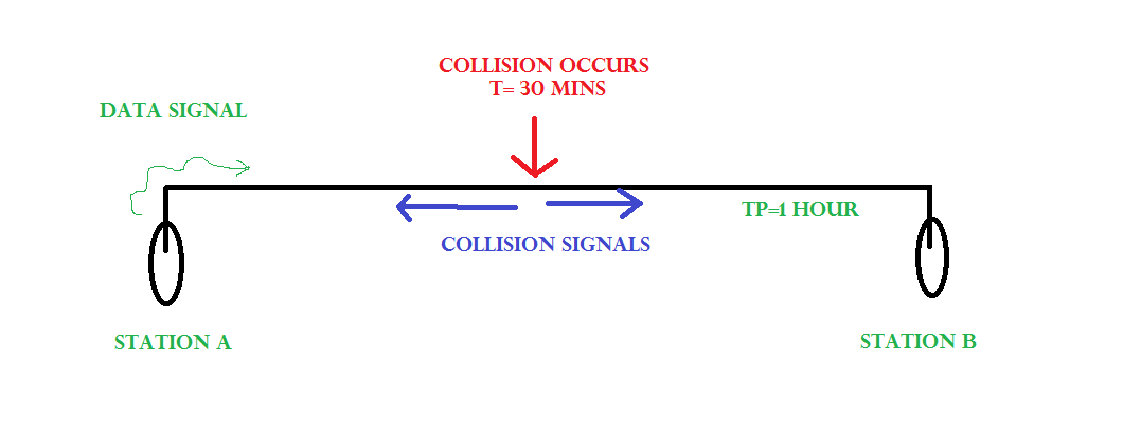 COLLISION OCCURS
T= 30 MINS
DATA SIGNAL
TP=1 HOUR
COLLISION SIGNALS
STATION A
STATION B